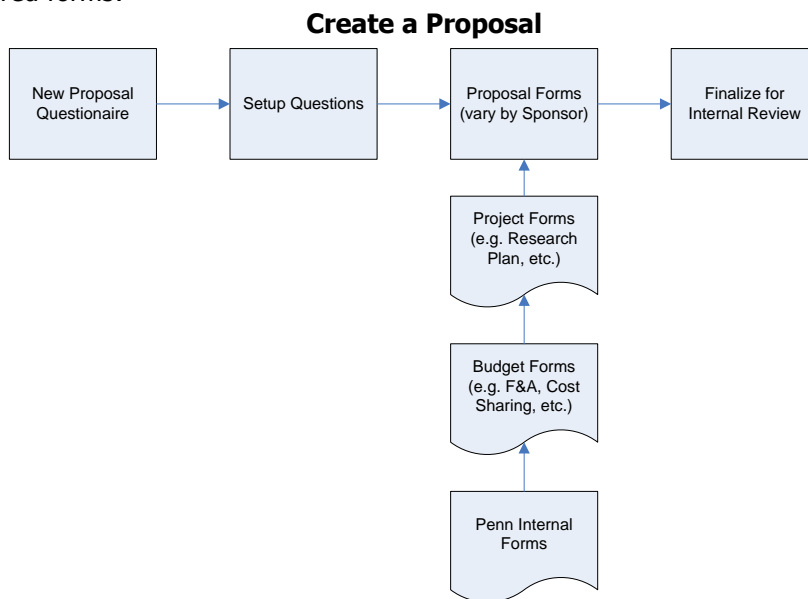 Create a Proposal
New Proposal
Questionaire
Setup Questions
Proposal Forms
(vary by Sponsor)
Finalize for
Internal Review
Project Forms
(e.g. Research
Plan, etc.)
Budget Forms
(e.g. F&A, Cost
Sharing, etc.)
Penn Internal
Forms